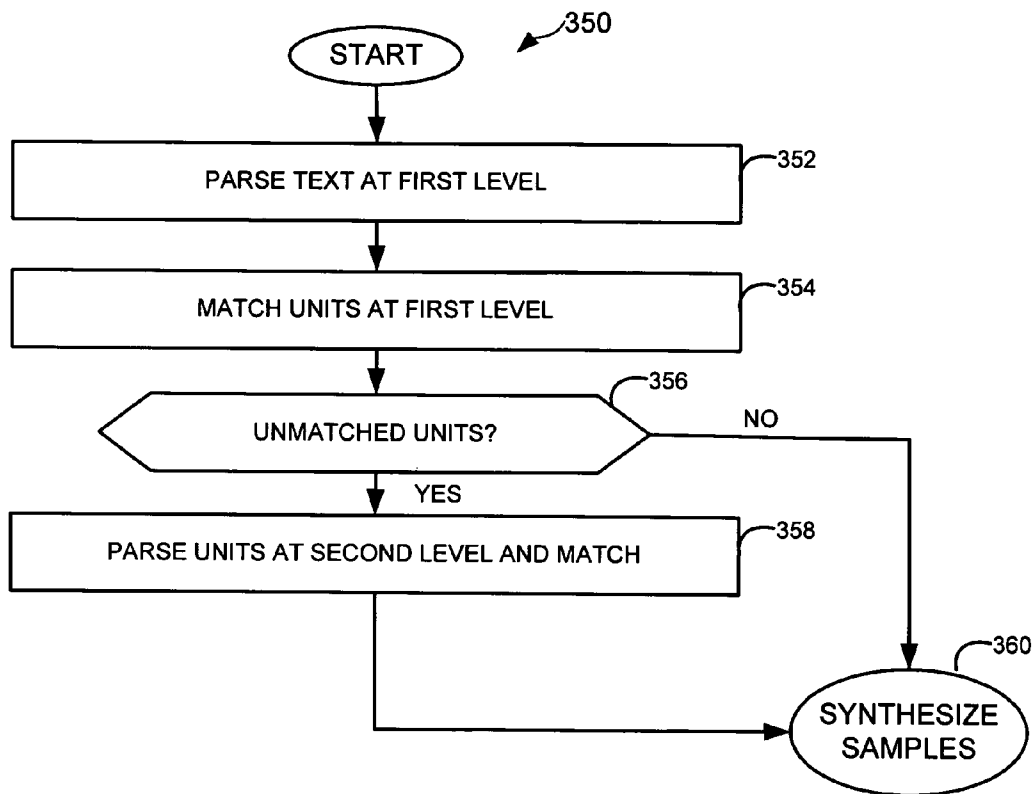 350
START
352
PARSE TEXT AT FIRST LEVEL
354
MATCH UNITS AT FIRST LEVEL
356
UNMATCHED UNITS?
NO
YES
358
PARSE UNITS AT SECOND LEVEL AND MATCH
360
SYNTHESIZE
SAMPLES